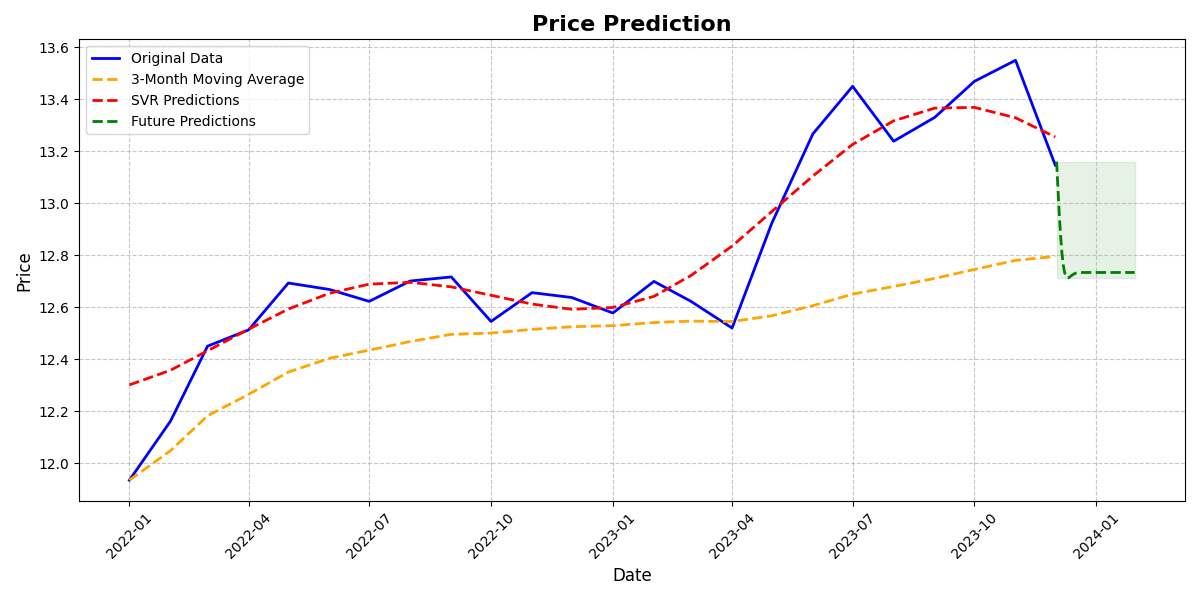 Price Prediction
Original Data
3-Month Moving Average
SVR Predictions
Future Predictions
Price
13.6
13.4
13.2
13.0
12.8
12.6
12.4
12.2
12.0
2022-01
2022-04
2022-07
2022-10
2023-01
2023-04
2023-07
2023-10
2024-01
Date